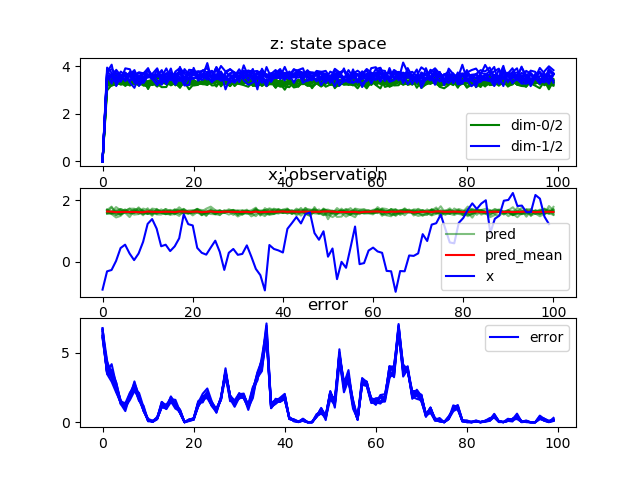 z: state space
4
2
0
dim-0/2
dim-1/2
0 20 40 60 80 100
x: observation
2
0
pred
pred_mean
x
0 20 40 60 80 100
error
5
0
error
0 20 40 60 80 100